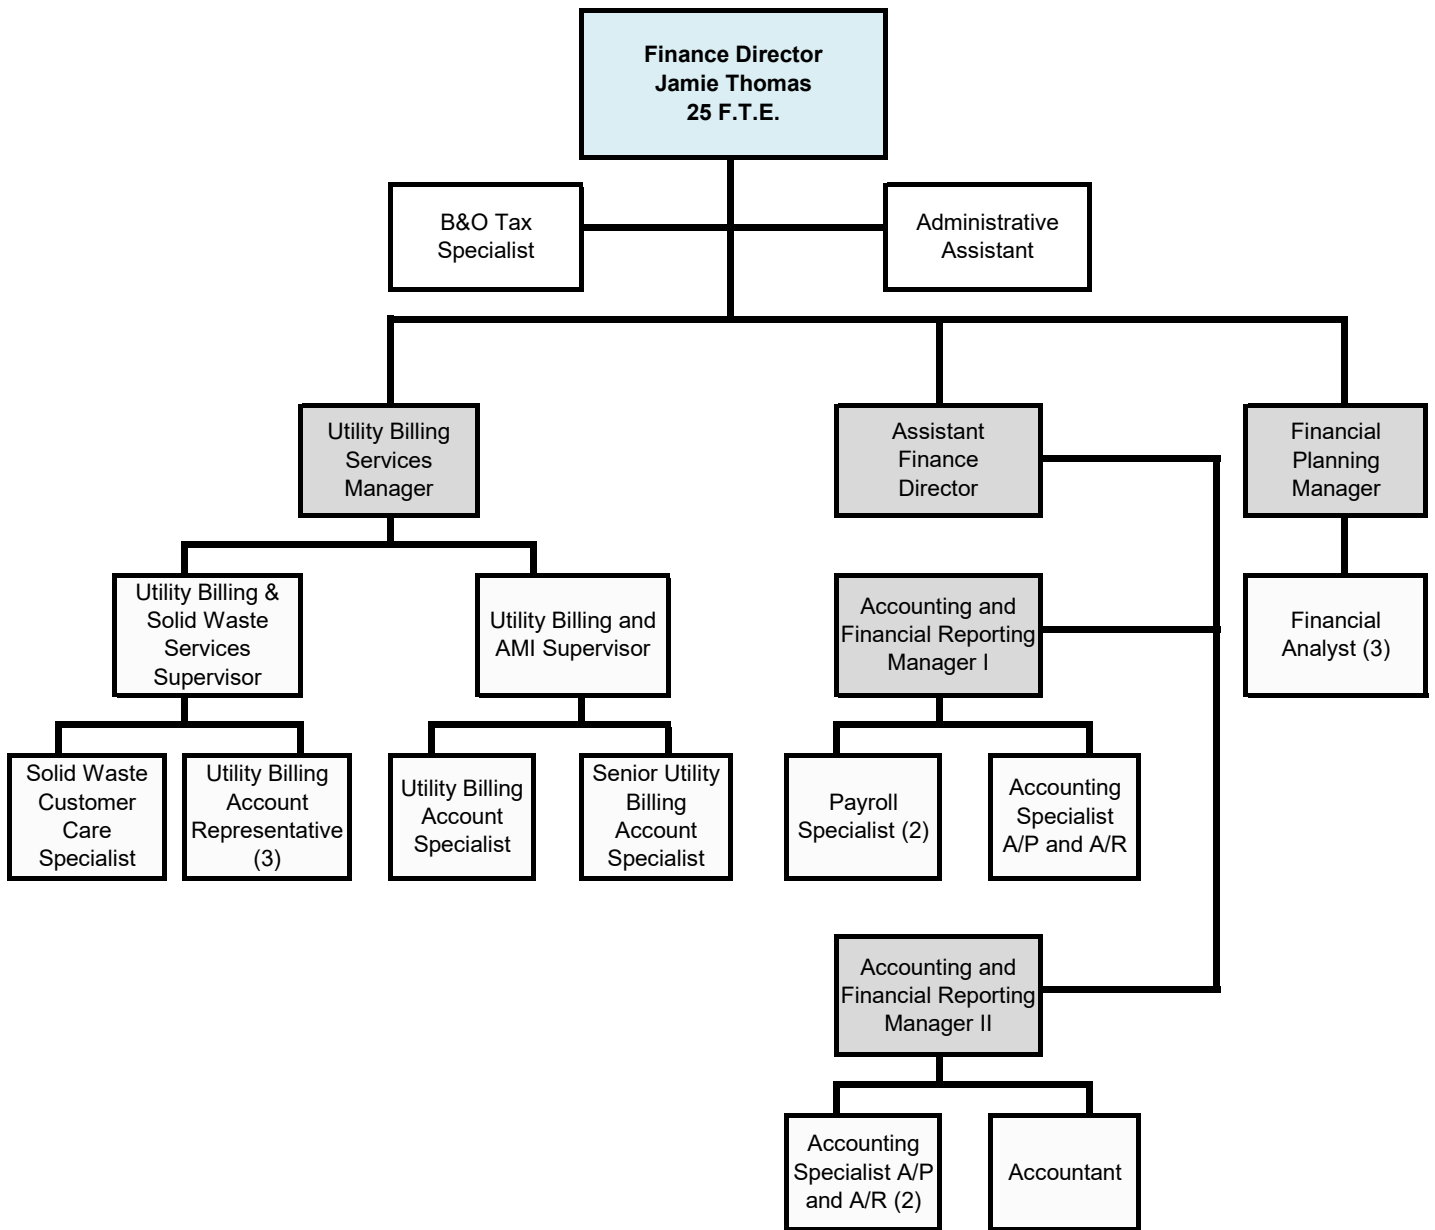 Finance Director
Jamie Thomas
25 F.T.E.
B&O Tax
Specialist
Administrative
Assistant
Utility Billing
Services
Manager
Assistant
Finance
Director
Financial
Planning
Manager
Utility Billing &
Solid Waste
Services
Supervisor
Utility Billing and
AMI Supervisor
Accounting and
Financial Reporting
Manager I
Financial
Analyst (3)
Solid Waste
Customer
Care
Specialist
Utility Billing
Account
Representative
(3)
Utility Billing
Account
Specialist
Senior Utility
Billing
Account
Specialist
Payroll
Specialist (2)
Accounting
Specialist
A/P and A/R
Accounting and
Financial Reporting
Manager II
Accounting
Specialist A/P
and A/R (2)
Accountant